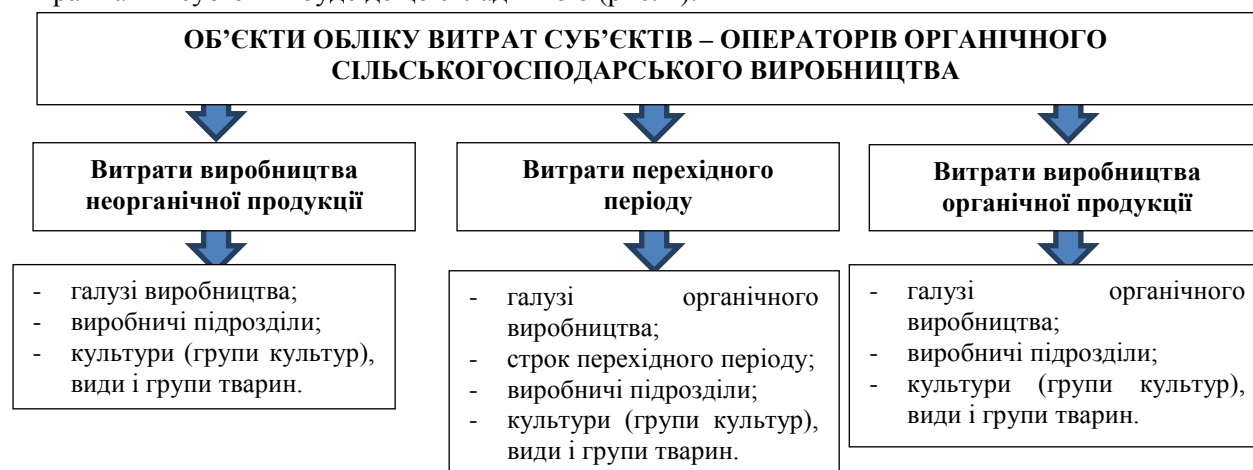 ОБ’ЄКТИ ОБЛІКУ ВИТРАТ СУБ’ЄКТІВ – ОПЕРАТОРІВ ОРГАНІЧНОГО
СІЛЬСЬКОГОСПОДАРСЬКОГО ВИРОБНИЦТВА
Витрати виробництва
неорганічної продукції
Витрати перехідного
періоду
Витрати виробництва
органічної продукції
- галузі виробництва;
- виробничі підрозділи;
- культури (групи культур),
види і групи тварин.
- галузі органічного
виробництва;
- строк перехідного періоду;
- виробничі підрозділи;
- культури (групи культур),
види і групи тварин.
- галузі органічного
виробництва;
- виробничі підрозділи;
- культури (групи культур),
види і групи тварин.